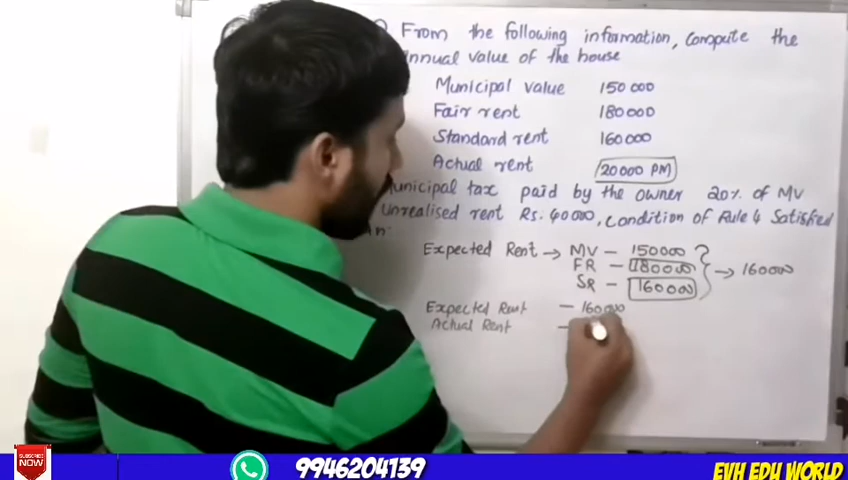 From the following information, compute the
annual value of the house
Municipal value 150000
Fair rent 180000
Standard rent 160000
Actual rent 20000 PM
Municipal tax paid by the owner 20% of MV
Unrealised rent Rs. 40000, Condition of Rule 4 Satisfied
Expected Rent → MV – 150000
FR – 180000 → 160000
SR – 160000
Expected Rent – 160000
Actual Rent –
SUBSCRIBE
NOW
9946204139
EVH EDU WORLD